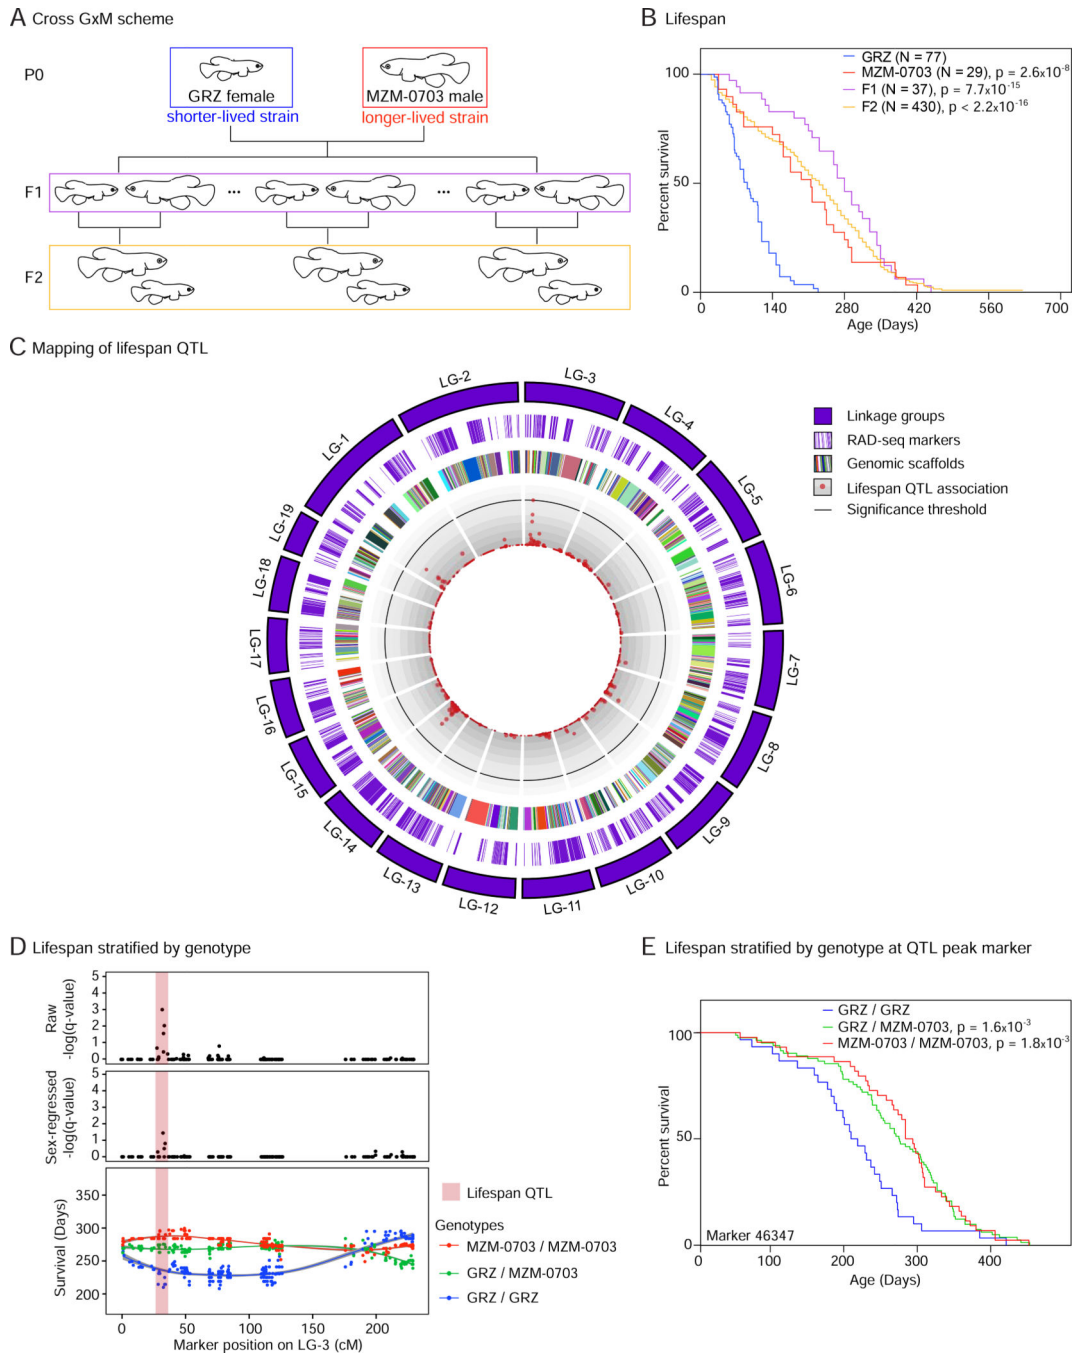 A Cross GxM scheme
P0
GRZ female
shorter-lived strain
MZM-0703 male
longer-lived strain
F1
... ...
F2
B Lifespan
GRZ (N = 77)
MZM-0703 (N = 29), p = 2.6x10⁻⁸
F1 (N = 37), p = 7.7x10⁻¹⁵
F2 (N = 430), p < 2.2x10⁻¹⁶
Percent survival
100
50
0
0 140 280 420 560 700
Age (Days)
C Mapping of lifespan QTL
LG-1
LG-2
LG-3
LG-4
LG-5
LG-6
LG-7
LG-8
LG-9
LG-10
LG-11
LG-12
LG-13
LG-14
LG-15
LG-16
LG-17
LG-18
LG-19
Linkage groups
RAD-seq markers
Genomic scaffolds
Lifespan QTL association
Significance threshold
D Lifespan stratified by genotype
Raw
-log(q-value)
5
4
3
2
1
0
Sex-regressed
-log(q-value)
5
4
3
2
1
0
Survival (Days)
350
300
250
200
0 50 100 150 200
Marker position on LG-3 (cM)
Lifespan QTL
Genotypes
MZM-0703 / MZM-0703
GRZ / MZM-0703
GRZ / GRZ
E Lifespan stratified by genotype at QTL peak marker
GRZ / GRZ
GRZ / MZM-0703, p = 1.6x10⁻³
MZM-0703 / MZM-0703, p = 1.8x10⁻³
Percent survival
100
50
0
Marker 46347
0 100 200 300 400
Age (Days)